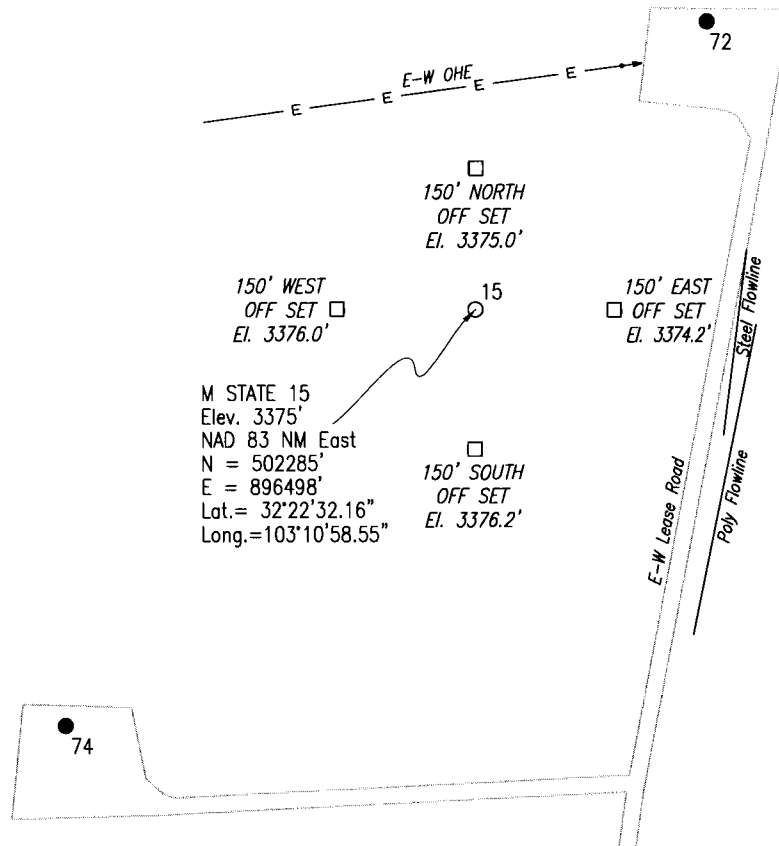 72
E-W OHE
E E E E
150' NORTH
OFF SET
El. 3375.0'
150' WEST
OFF SET
El. 3376.0'
15
150' EAST
OFF SET
El. 3374.2'
Steel Flowline
M STATE 15
Elev. 3375'
NAD 83 NM East
N = 502285'
E = 896498'
Lat.= 32°22'32.16"
Long.=103°10'58.55"
150' SOUTH
OFF SET
El. 3376.2'
Poly Flowline
E-W Lease Road
74